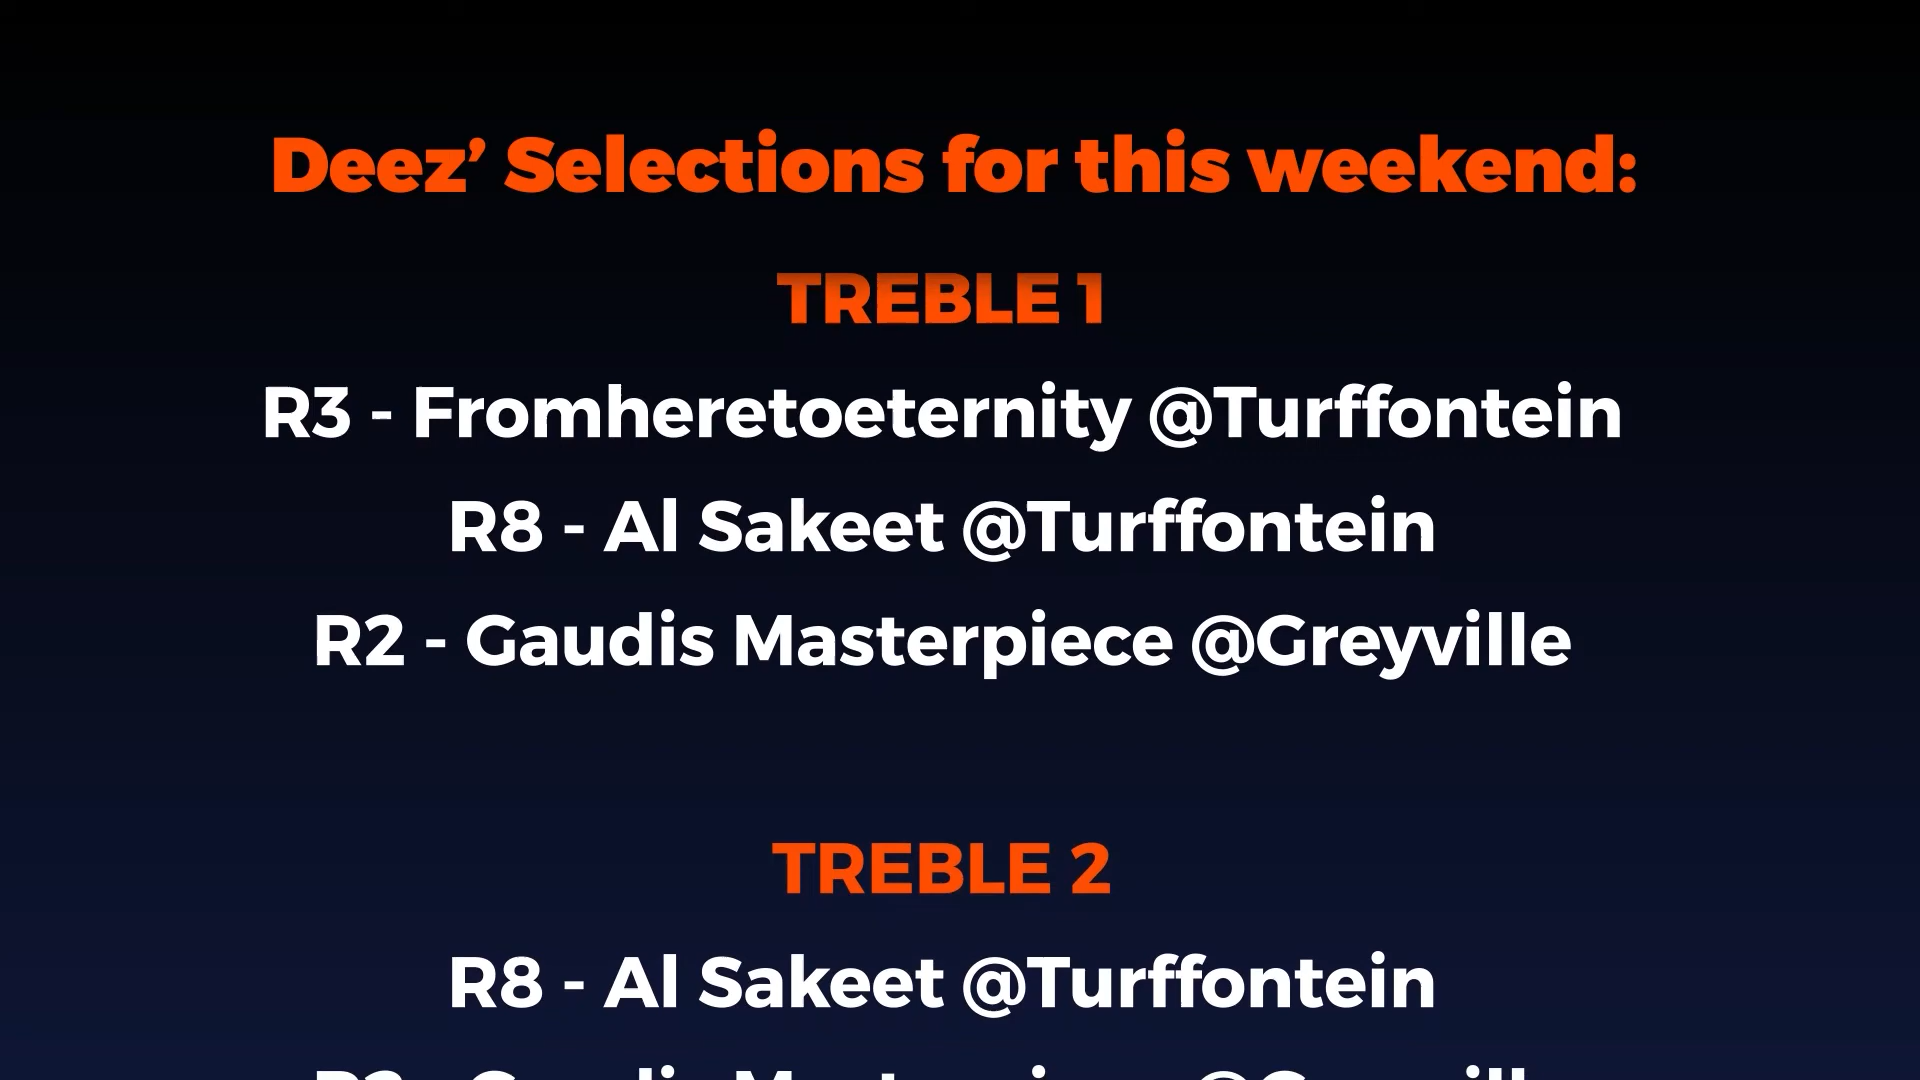 Deez’ Selections for this weekend:
TREBLE 1
R3 - Fromheretoeternity @Turffontein
R8 - Al Sakeet @Turffontein
R2 - Gaudis Masterpiece @Greyville
TREBLE 2
R8 - Al Sakeet @Turffontein